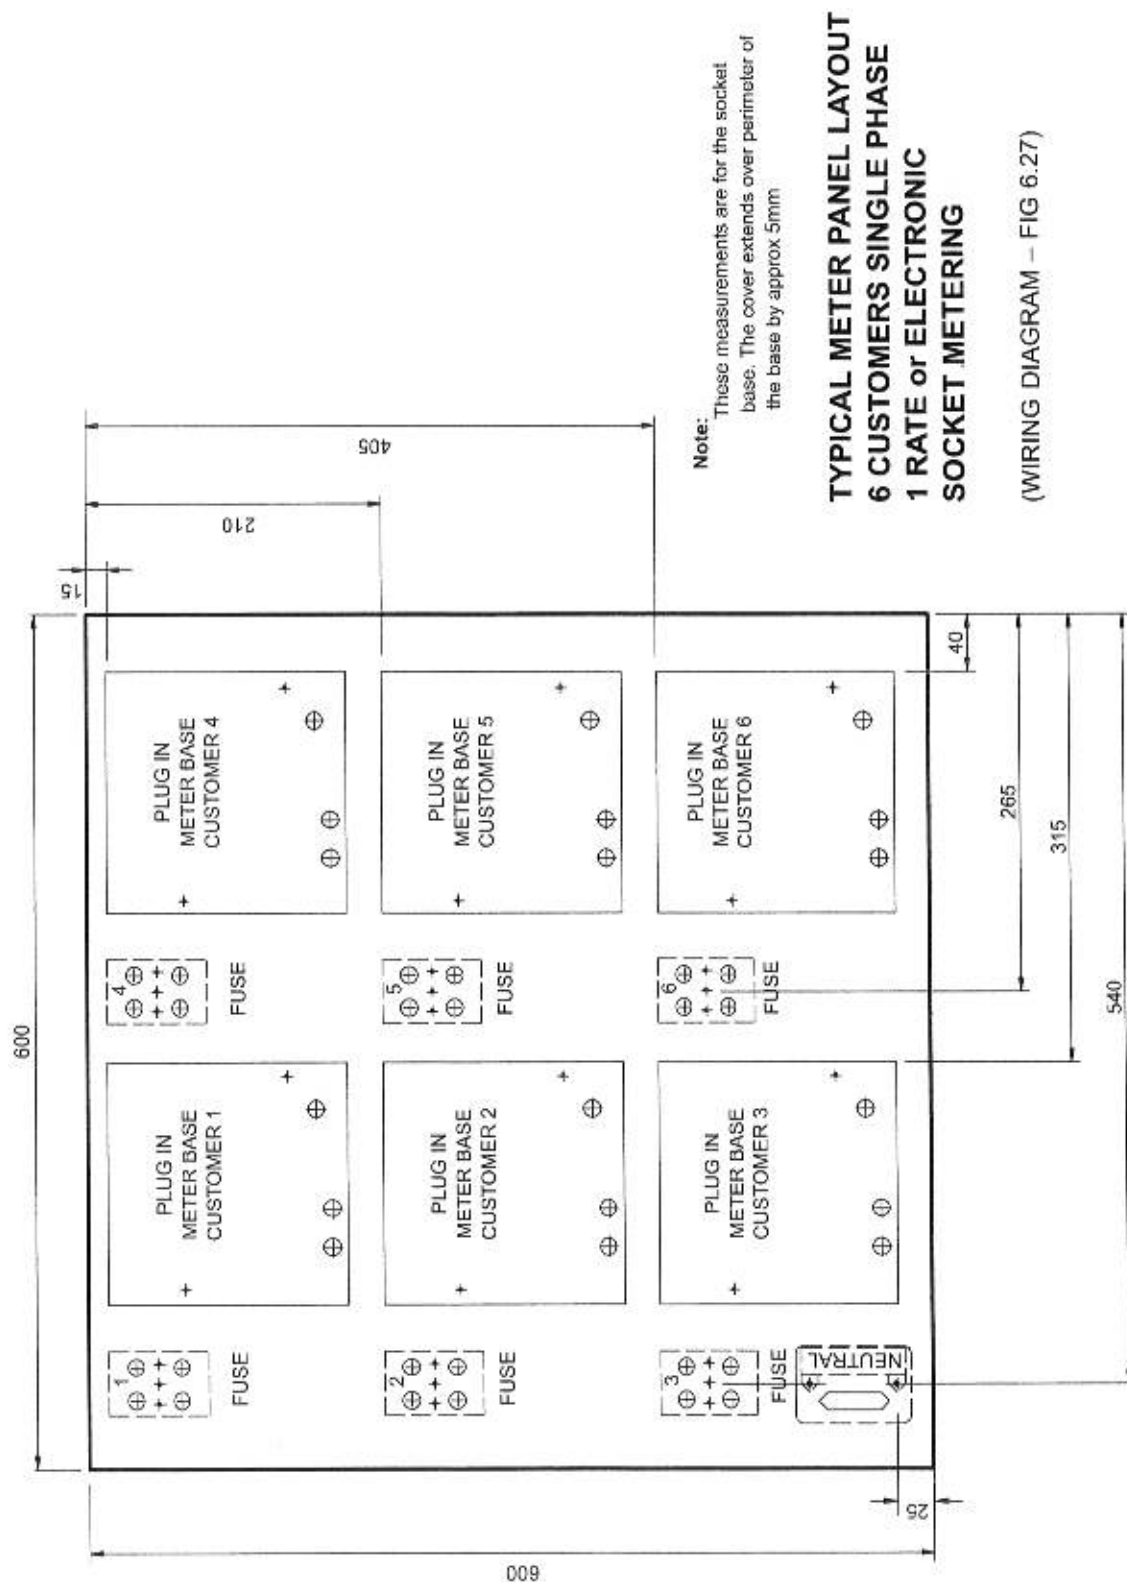 600
15
210
405
PLUG IN
METER BASE
CUSTOMER 4
PLUG IN
METER BASE
CUSTOMER 5
PLUG IN
METER BASE
CUSTOMER 6
4
FUSE
5
FUSE
6
FUSE
PLUG IN
METER BASE
CUSTOMER 1
PLUG IN
METER BASE
CUSTOMER 2
PLUG IN
METER BASE
CUSTOMER 3
1
FUSE
2
FUSE
3
FUSE
NEUTRAL
40
265
315
540
25
600
Note:
These measurements are for the socket
base. The cover extends over perimeter of
the base by approx 5mm
TYPICAL METER PANEL LAYOUT
6 CUSTOMERS SINGLE PHASE
1 RATE or ELECTRONIC
SOCKET METERING
(WIRING DIAGRAM – FIG 6.27)